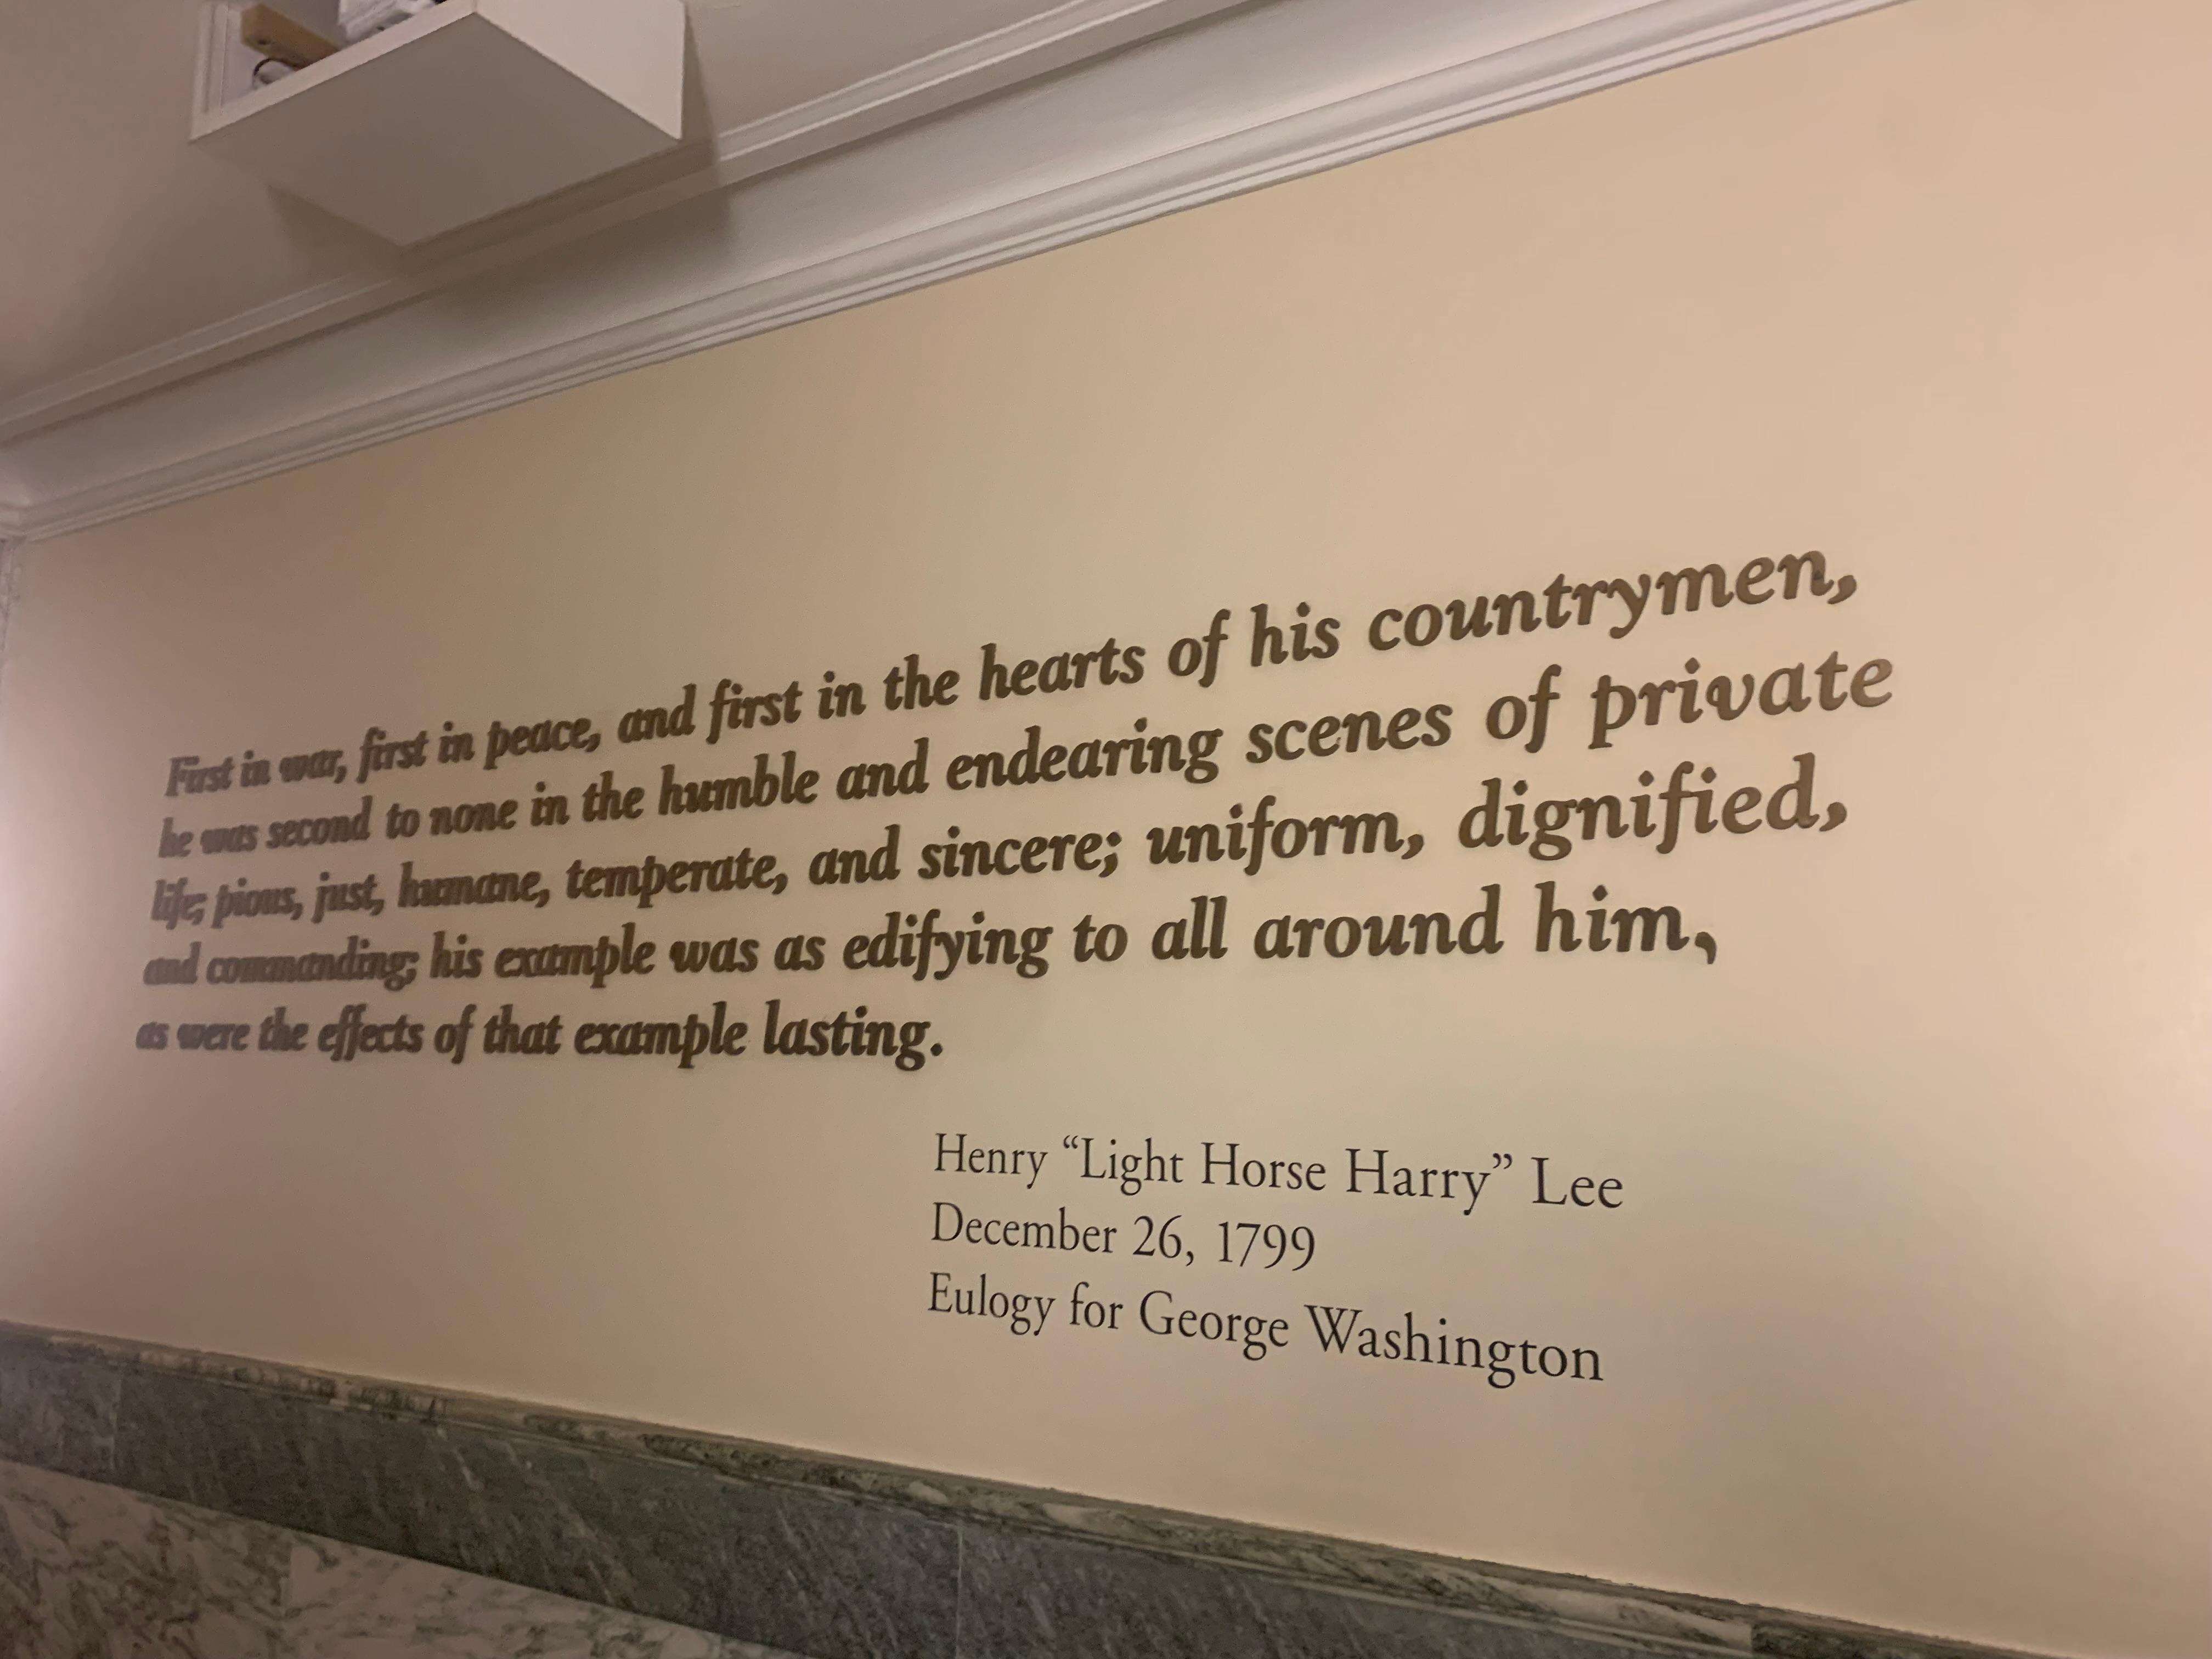 First in war, first in peace, and first in the hearts of his countrymen,
he was second to none in the humble and endearing scenes of private
life; pious, just, humane, temperate, and sincere; uniform, dignified,
and commanding; his example was as edifying to all around him,
as were the effects of that example lasting.
Henry “Light Horse Harry” Lee
December 26, 1799
Eulogy for George Washington